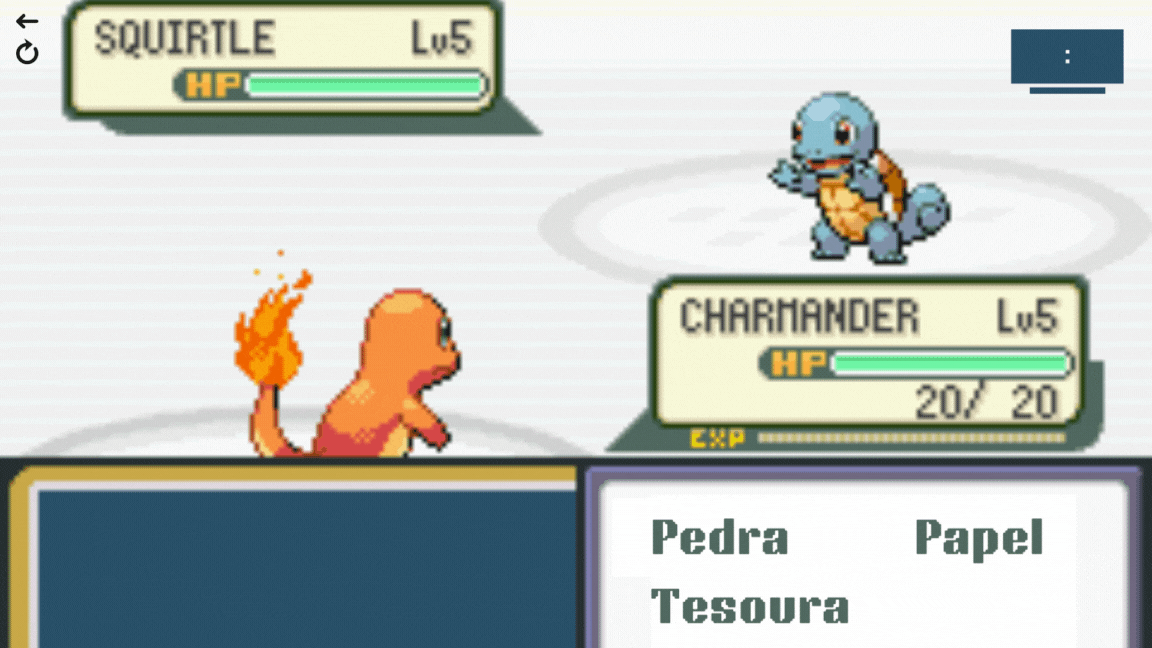 SQUIRTLE Lv5
HP
:
CHARMANDER Lv5
HP
20/ 20
EXP
Pedra Papel
Tesoura